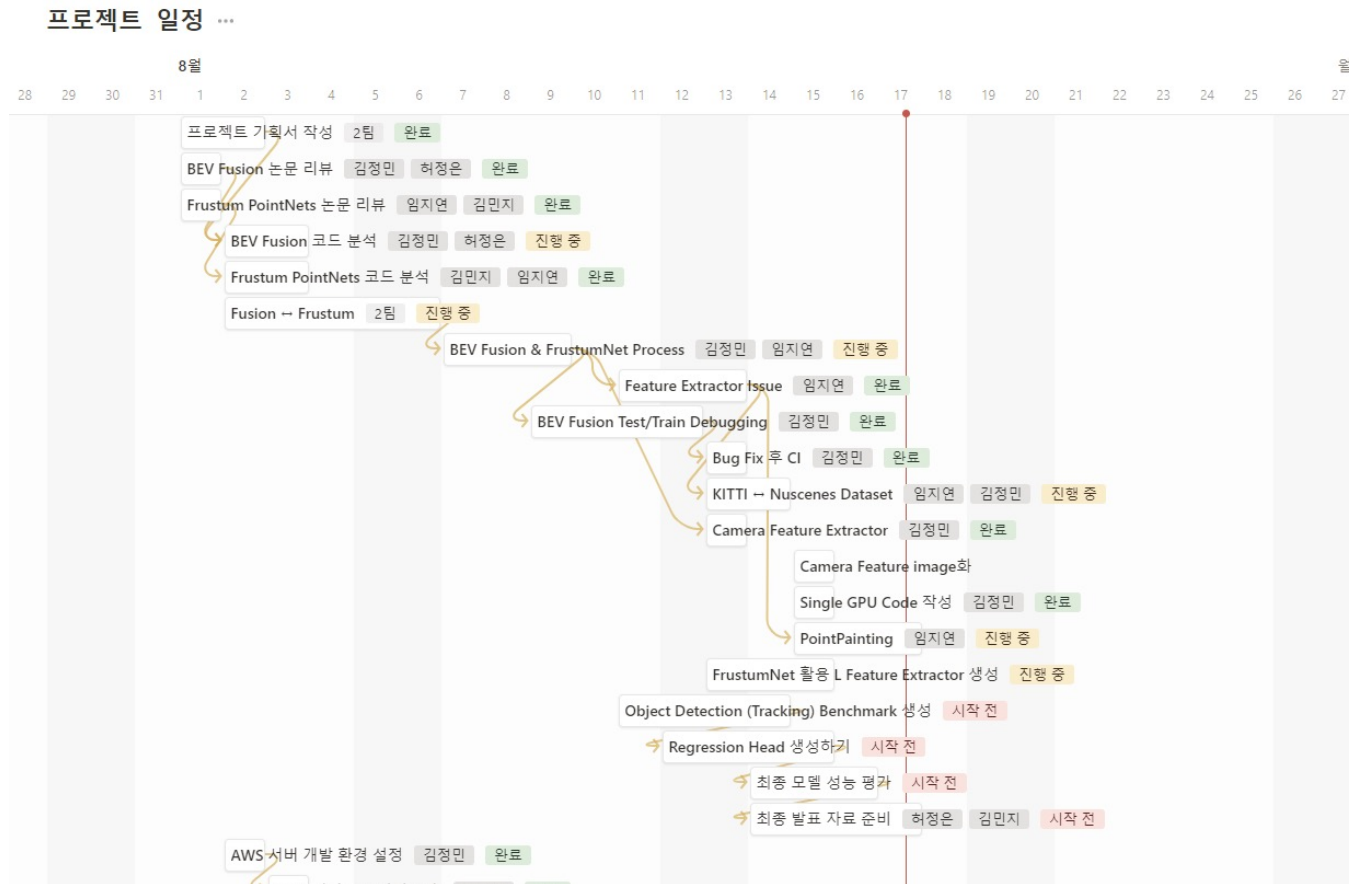 프로젝트 일정 ...
8월
월
28 29 30 31 1 2 3 4 5 6 7 8 9 10 11 12 13 14 15 16 17 18 19 20 21 22 23 24 25 26 27
프로젝트 기획서 작성 2팀 완료
BEV Fusion 논문 리뷰 김정민 허정은 완료
Frustum PointNets 논문 리뷰 임지연 김민지 완료
BEV Fusion 코드 분석 김정민 허정은 진행 중
Frustum PointNets 코드 분석 김민지 임지연 완료
Fusion ↔ Frustum 2팀 진행 중
BEV Fusion & FrustumNet Process 김정민 임지연 진행 중
Feature Extractor Issue 임지연 완료
BEV Fusion Test/Train Debugging 김정민 완료
Bug Fix 후 CI 김정민 완료
KITTI ↔ Nuscenes Dataset 임지연 김정민 진행 중
Camera Feature Extractor 김정민 완료
Camera Feature image화
Single GPU Code 작성 김정민 완료
PointPainting 임지연 진행 중
FrustumNet 활용 L Feature Extractor 생성 진행 중
Object Detection (Tracking) Benchmark 생성 시작 전
Regression Head 생성하기 시작 전
최종 모델 성능 평가 시작 전
최종 발표 자료 준비 허정은 김민지 시작 전
AWS 서버 개발 환경 설정 김정민 완료